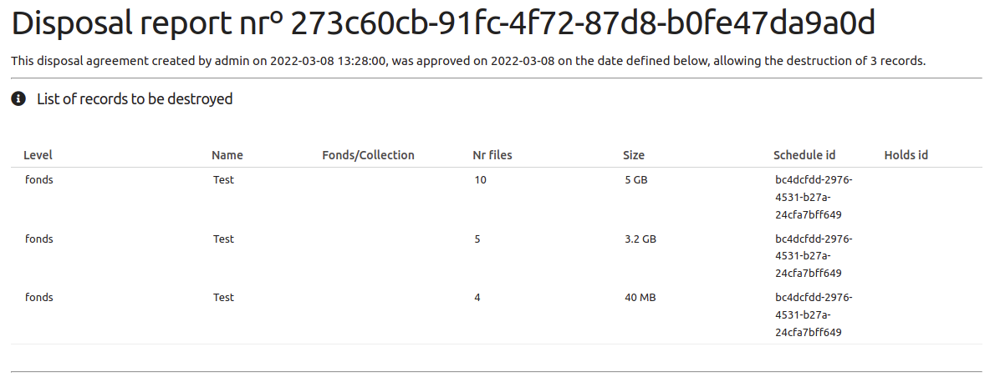 Disposal report nrº 273c60cb-91fc-4f72-87d8-b0fe47da9a0d
This disposal agreement created by admin on 2022-03-08 13:28:00, was approved on 2022-03-08 on the date defined below, allowing the destruction of 3 records.
List of records to be destroyed
Level Name Fonds/Collection Nr files Size Schedule id Holds id
fonds Test 10 5 GB bc4dcfdd-2976-
4531-b27a-
24cfa7bff649
fonds Test 5 3.2 GB bc4dcfdd-2976-
4531-b27a-
24cfa7bff649
fonds Test 4 40 MB bc4dcfdd-2976-
4531-b27a-
24cfa7bff649